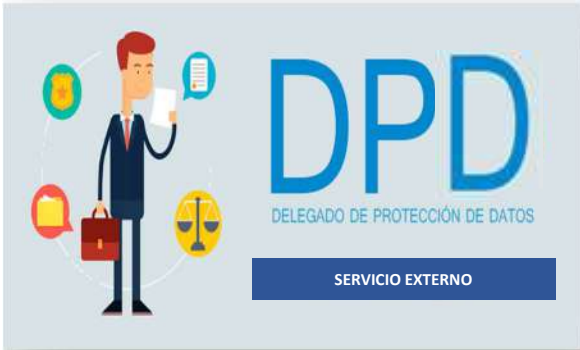 DPD
DELEGADO DE PROTECCIÓN DE DATOS
SERVICIO EXTERNO